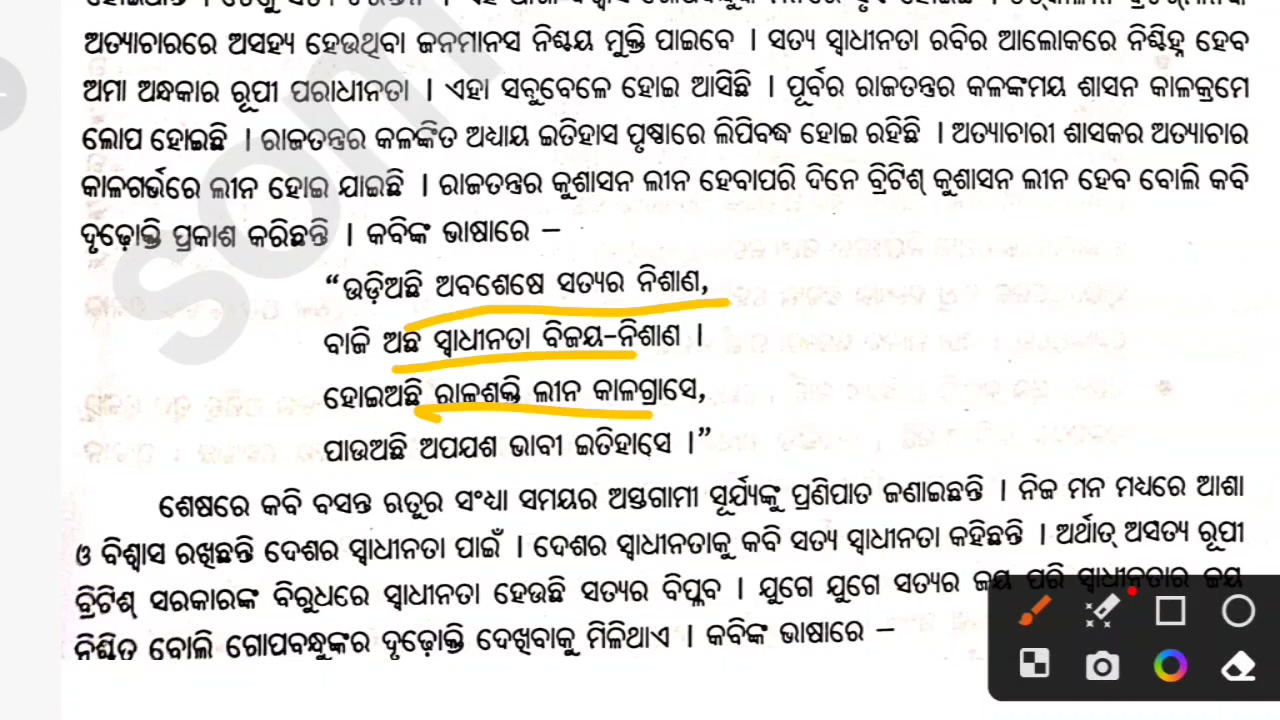 ଅତ୍ୟାଚାରରେ ଅସହ୍ୟ ହେଉଥିବା ଜନମାନସ ନିଶ୍ଚୟ ମୁକ୍ତି ପାଇବେ । ସତ୍ୟ ସ୍ୱାଧୀନତା ରବିର ଆଲୋକରେ ନିଶ୍ଚିହ୍ନ ହେବ
ଅମା ଅନ୍ଧକାର ରୂପୀ ପରାଧୀନତା । ଏହା ସବୁବେଳେ ହୋଇ ଆସିଛି । ପୂର୍ବର ରାଜତନ୍ତ୍ରର କଳଙ୍କମୟ ଶାସନ କାଳକ୍ରମେ
ଲୋପ ହୋଇଛି । ରାଜତନ୍ତ୍ରର କଳଙ୍କିତ ଅଧ୍ୟାୟ ଇତିହାସ ପୃଷ୍ଠାରେ ଲିପିବଦ୍ଧ ହୋଇ ରହିଛି । ଅତ୍ୟାଚାରୀ ଶାସକର ଅତ୍ୟାଚାର
କାଳଗର୍ଭରେ ଲୀନ ହୋଇ ଯାଇଛି । ରାଜତନ୍ତ୍ରର କୁଶାସନ ଲୀନ ହେବାପରି ଦିନେ ବ୍ରିଟିଶ୍ କୁଶାସନ ଲୀନ ହେବ ବୋଲି କବି
ଦୃଢ଼ୋକ୍ତି ପ୍ରକାଶ କରିଛନ୍ତି । କବିଙ୍କ ଭାଷାରେ –
“ଉଡ଼ିଅଛି ଅବଶେଷେ ସତ୍ୟର ନିଶାଣ,
ବାଜି ଅଛି ସ୍ୱାଧୀନତା ବିଜୟ-ନିଶାଣ ।
ହୋଇଅଛି ରାଜଶକ୍ତି ଲୀନ କାଳଗ୍ରାସେ,
ପାଉଅଛି ଅପଯଶ ଭାବୀ ଇତିହାସେ ।”
ଶେଷରେ କବି ବସନ୍ତ ଋତୁର ସଂଧ୍ୟା ସମୟର ଅସ୍ତଗାମୀ ସୂର୍ଯ୍ୟଙ୍କୁ ପ୍ରଣିପାତ ଜଣାଇଛନ୍ତି । ନିଜ ମନ ମଧ୍ୟରେ ଆଶା
ଓ ବିଶ୍ୱାସ ରଖିଛନ୍ତି ଦେଶର ସ୍ୱାଧୀନତା ପାଇଁ । ଦେଶର ସ୍ୱାଧୀନତାକୁ କବି ସତ୍ୟ ସ୍ୱାଧୀନତା କହିଛନ୍ତି । ଅର୍ଥାତ୍ ଅସତ୍ୟ ରୂପୀ
ବ୍ରିଟିଶ୍ ସରକାରଙ୍କ ବିରୁଧରେ ସ୍ୱାଧୀନତା ହେଉଛି ସତ୍ୟର ବିପ୍ଳବ । ଯୁଗେ ଯୁଗେ ସତ୍ୟର ଜୟ ପରି ସ୍ୱାଧୀନତାର ଜୟ
ନିଶ୍ଚିତ ବୋଲି ଗୋପବନ୍ଧୁଙ୍କର ଦୃଢ଼ୋକ୍ତି ଦେଖିବାକୁ ମିଳିଥାଏ । କବିଙ୍କ ଭାଷାରେ –